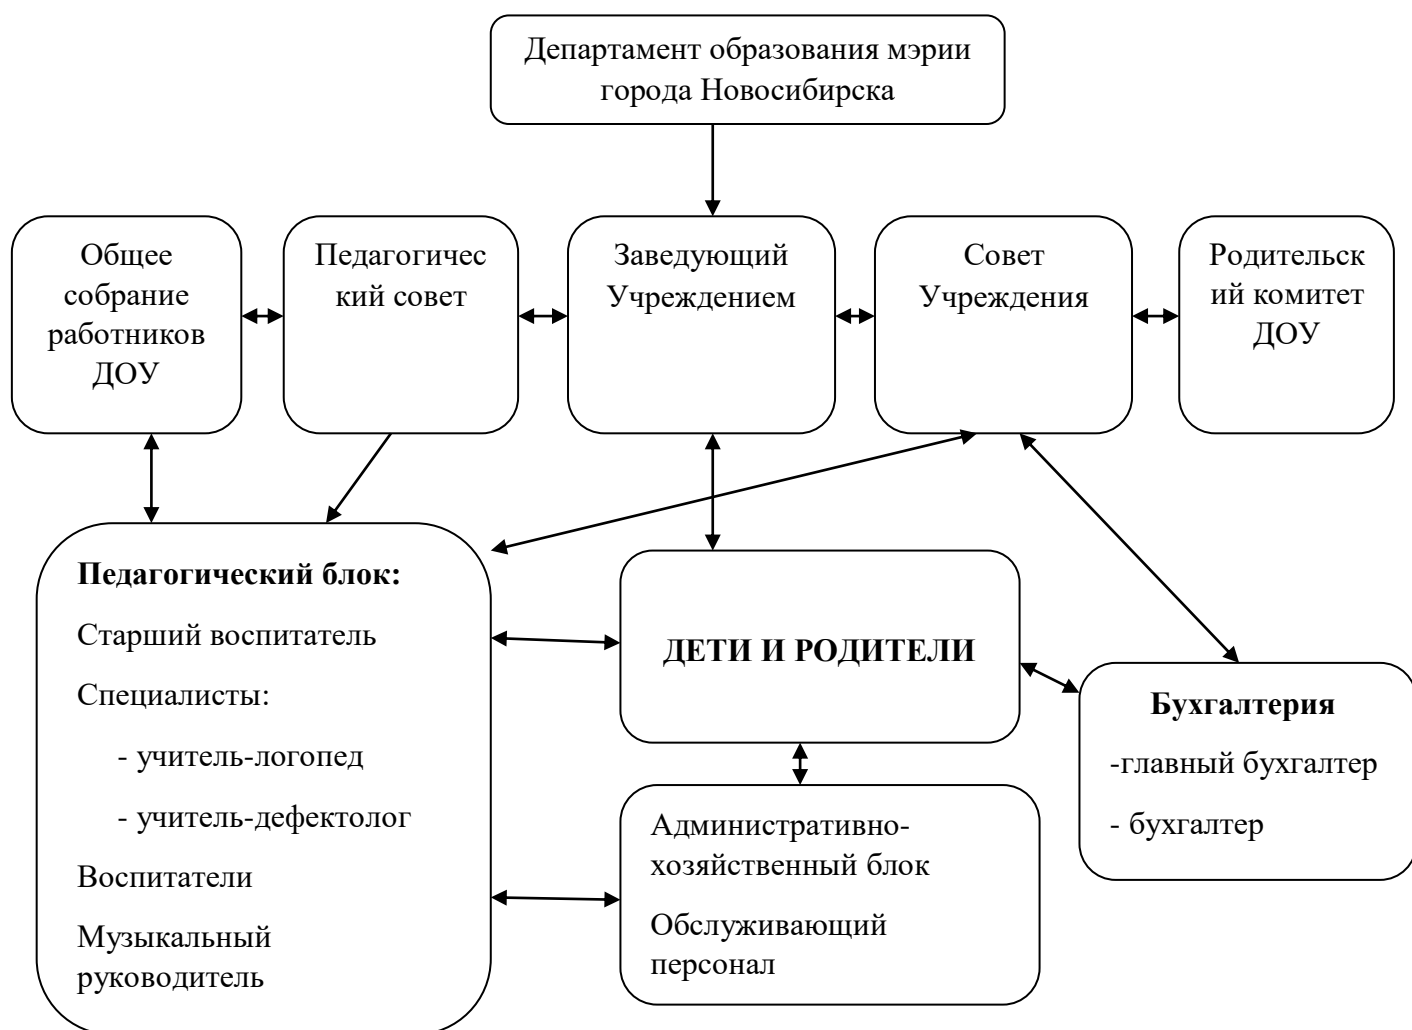 Департамент образования мэрии
города Новосибирска
Общее
собрание
работников
ДОУ
Педагогичес
кий совет
Заведующий
Учреждением
Совет
Учреждения
Родительск
ий комитет
ДОУ
Педагогический блок:
Старший воспитатель
Специалисты:
- учитель-логопед
- учитель-дефектолог
Воспитатели
Музыкальный
руководитель
ДЕТИ И РОДИТЕЛИ
Административно-
хозяйственный блок
Обслуживающий
персонал
Бухгалтерия
-главный бухгалтер
- бухгалтер